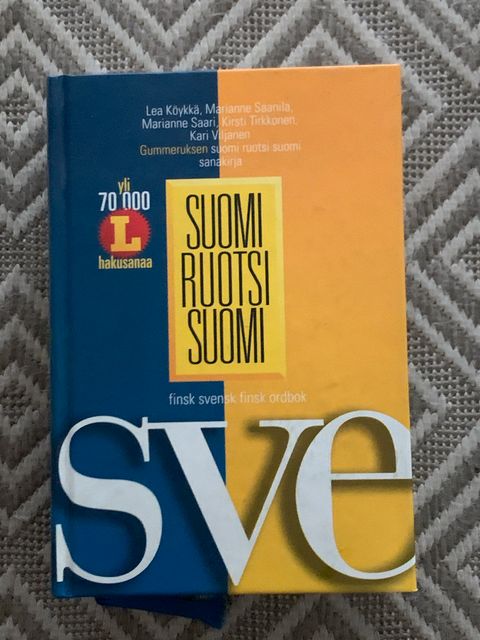 Lea Köykkä, Marianne Saanila,
Marianne Saari, Kirsti Tirkkonen,
Kari Viljanen
Gummeruksen suomi ruotsi suomi
sanakirja
yli
70 000
L
hakusanaa
SUOMI
RUOTSI
SUOMI
finsk svensk finsk ordbok
sve